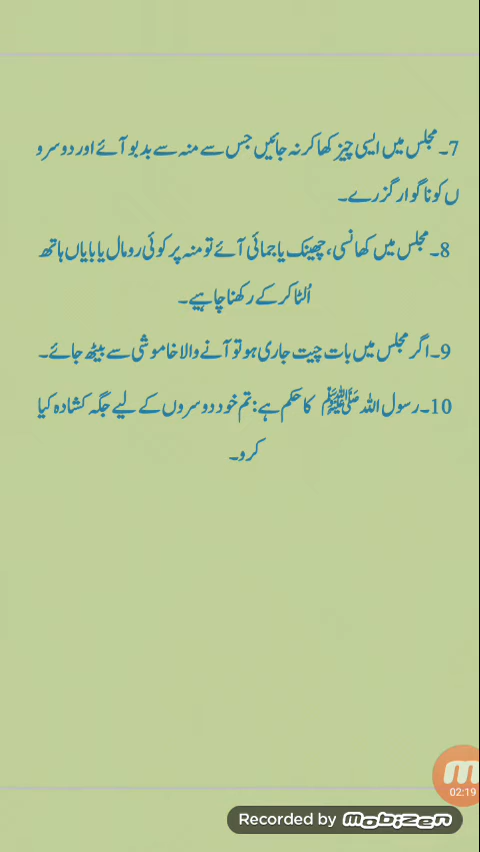 7۔ مجلس میں ایسی چیز کھا کر نہ جائیں جس سے منہ سے بدبو آئے اور دوسرو
ں کو ناگوار گزرے۔
8۔ مجلس میں کھانسی، چھینک یا جمائی آئے تو منہ پر کوئی رومال یا بایاں ہاتھ
اُلٹا کر کے رکھنا چاہیے۔
9۔ اگر مجلس میں بات چیت جاری ہو تو آنے والا خاموشی سے بیٹھ جائے۔
10۔ رسول اللہ ﷺ کا حکم ہے: تم خود دوسروں کے لیے جگہ کشادہ کیا
کرو۔
02:19
Recorded by mobizen